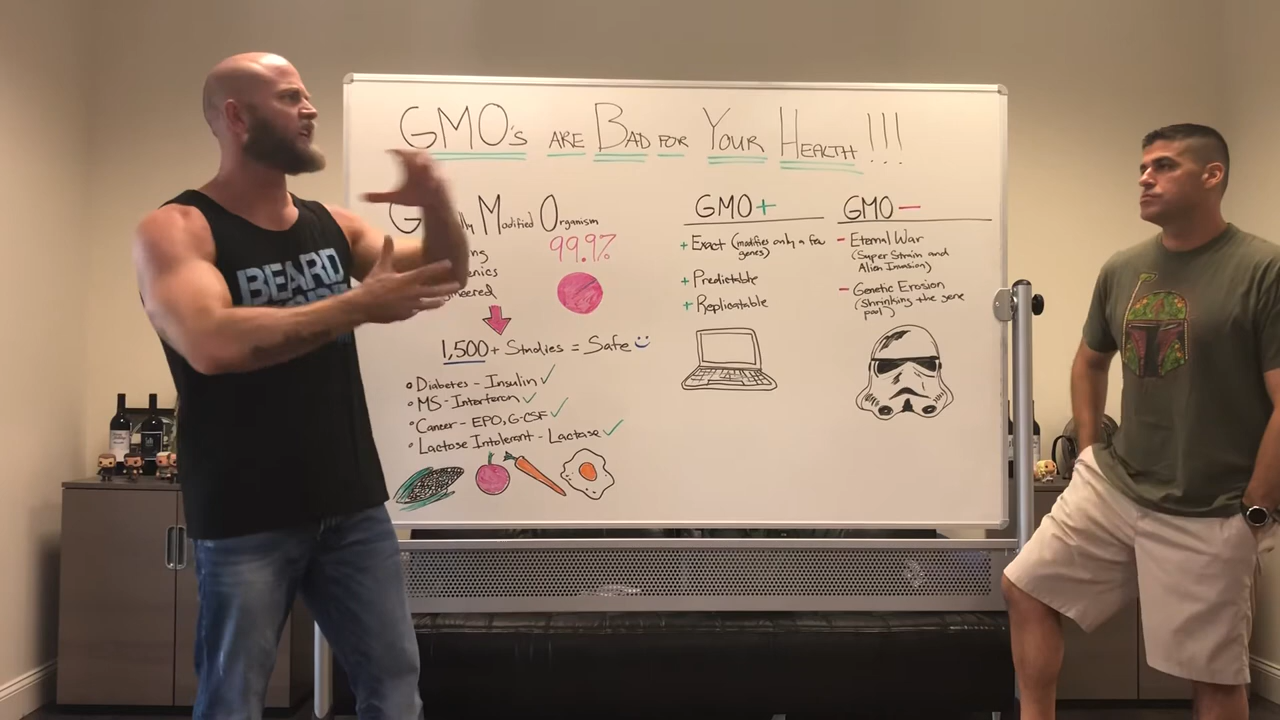 GMO's ARE BAD FOR YOUR HEALTH!!!
Modified Organism
99.9%
1,500+ Studies = Safe
• Diabetes - Insulin ✓
• MS - Interferon ✓
• Cancer - EPO, G-CSF ✓
• Lactose Intolerant - Lactase ✓
GMO+
+ Exact (modifies only a few
genes)
+ Predictable
+ Replicatable
GMO-
- Eternal War
(Super Strain and
Alien Invasion)
- Genetic Erosion
(Shrinking the gene
pool)
BEARD